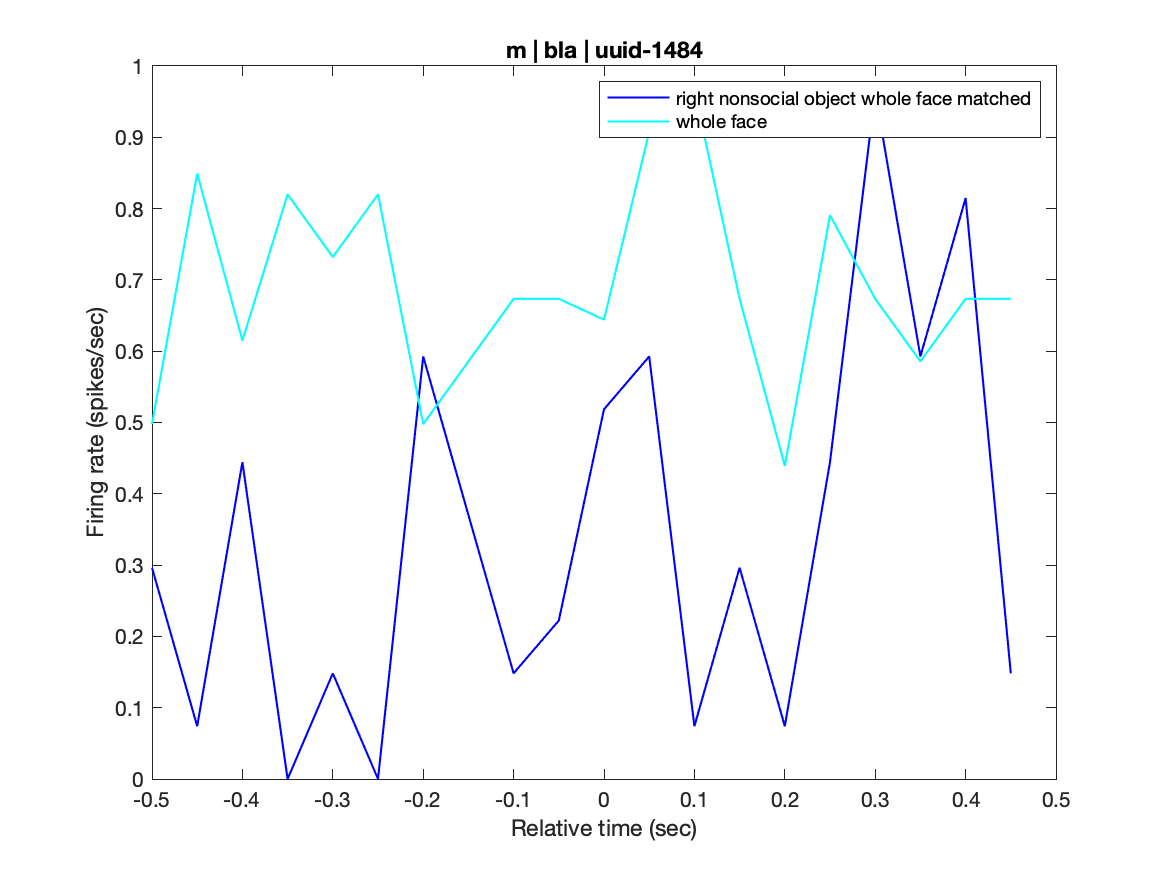 m | bla | uuid-1484
right nonsocial object whole face matched
whole face
1
0.9
0.8
0.7
0.6
0.5
0.4
0.3
0.2
0.1
0
Firing rate (spikes/sec)
-0.5 -0.4 -0.3 -0.2 -0.1 0 0.1 0.2 0.3 0.4 0.5
Relative time (sec)